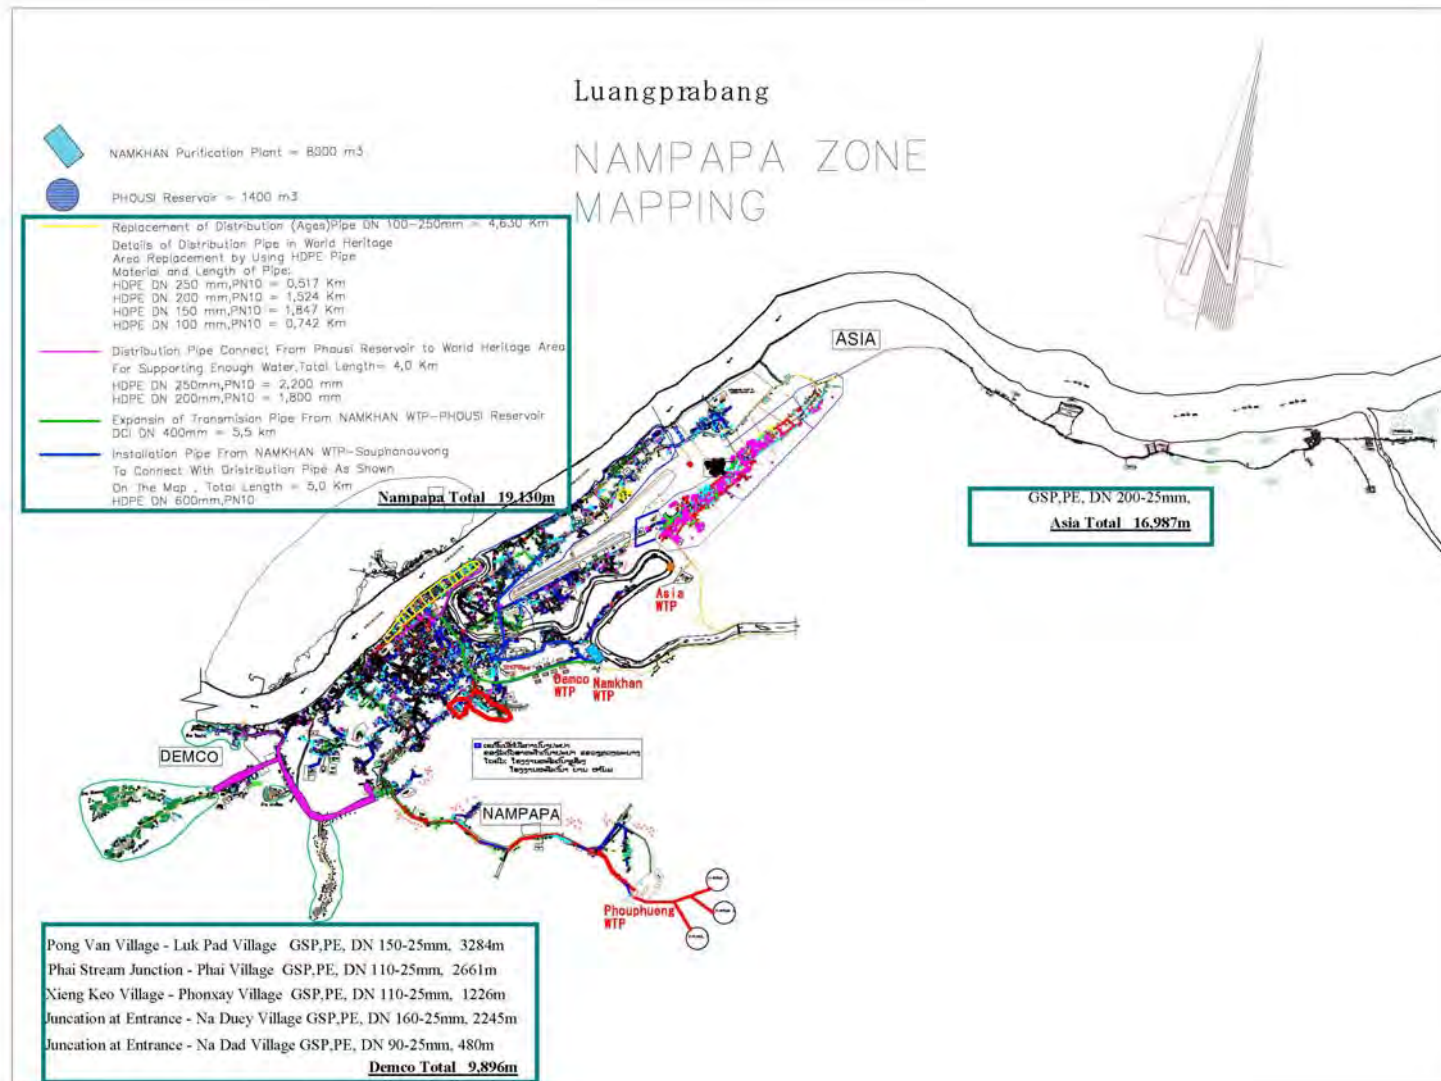 Luangprabang
NAMPAPA ZONE
MAPPING
NAMKHAN Purification Plant = 8000 m3
PHOUSI Reservoir = 1400 m3
Replacement of Distribution (Ages)Pipe DN 100-250mm = 4,630 Km
Details of Distribution Pipe in World Heritage
Area Replacement by Using HDPE Pipe
Material and Length of Pipe:
HDPE DN 250 mm,PN10 = 0,517 Km
HDPE DN 200 mm,PN10 = 1,524 Km
HDPE DN 150 mm,PN10 = 1,847 Km
HDPE DN 100 mm,PN10 = 0,742 Km
Distribution Pipe Connect From Phousi Reservoir to World Heritage Area
For Supporting Enough Water,Total Length= 4,0 Km
HDPE DN 250mm,PN10 = 2,200 mm
HDPE DN 200mm,PN10 = 1,800 mm
Expansin of Transmision Pipe From NAMKHAN WTP-PHOUSI Reservoir
DCI DN 400mm = 5,5 km
Installation Pipe From NAMKHAN WTP-Souphanouvong
To Connect With Dristribution Pipe As Shown
On The Map , Total Length = 5,0 Km
HDPE DN 600mm,PN10
Nampapa Total 19,130m
N
ASIA
GSP,PE, DN 200-25mm,
Asia Total 16,987m
Asia
WTP
Demco
WTP
Namkhan
WTP
DEMCO
NAMPAPA
Phouphueng
WTP
Pong Van Village - Luk Pad Village GSP,PE, DN 150-25mm, 3284m
Phai Stream Junction - Phai Village GSP,PE, DN 110-25mm, 2661m
Xieng Keo Village - Phonxay Village GSP,PE, DN 110-25mm, 1226m
Juncation at Entrance - Na Duey Village GSP,PE, DN 160-25mm, 2245m
Juncation at Entrance - Na Dad Village GSP,PE, DN 90-25mm, 480m
Demco Total 9,896m